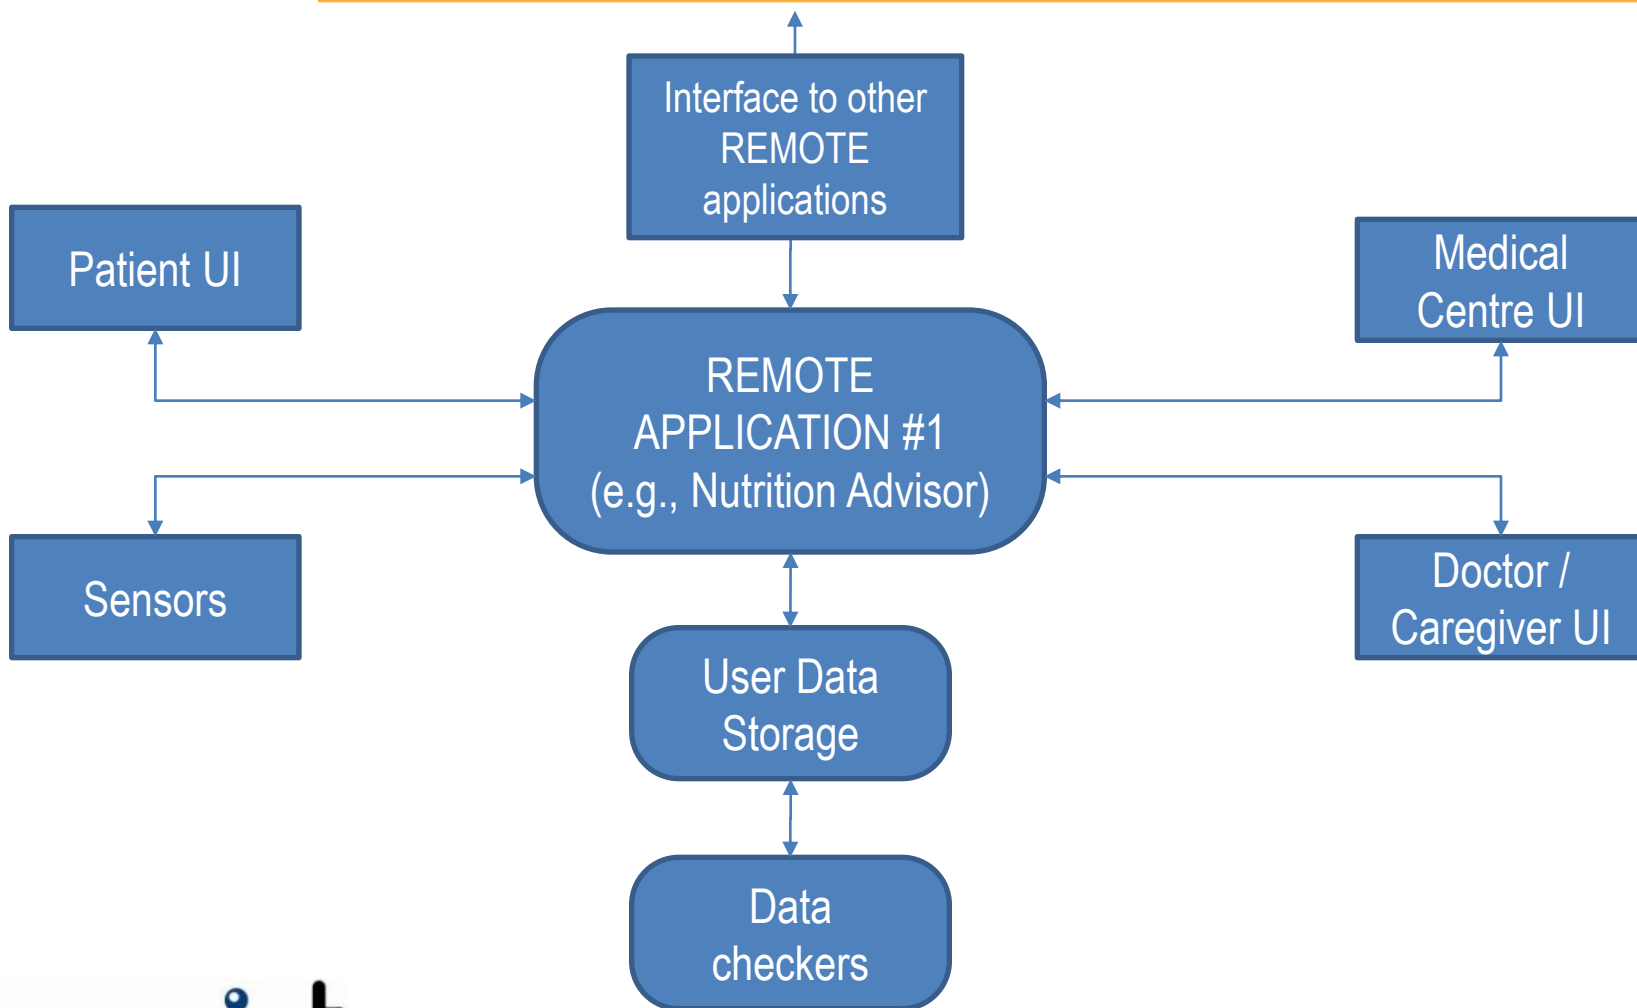 Interface to other
REMOTE
applications
Patient UI
Medical
Centre UI
REMOTE
APPLICATION #1
(e.g., Nutrition Advisor)
Sensors
Doctor /
Caregiver UI
User Data
Storage
Data
checkers